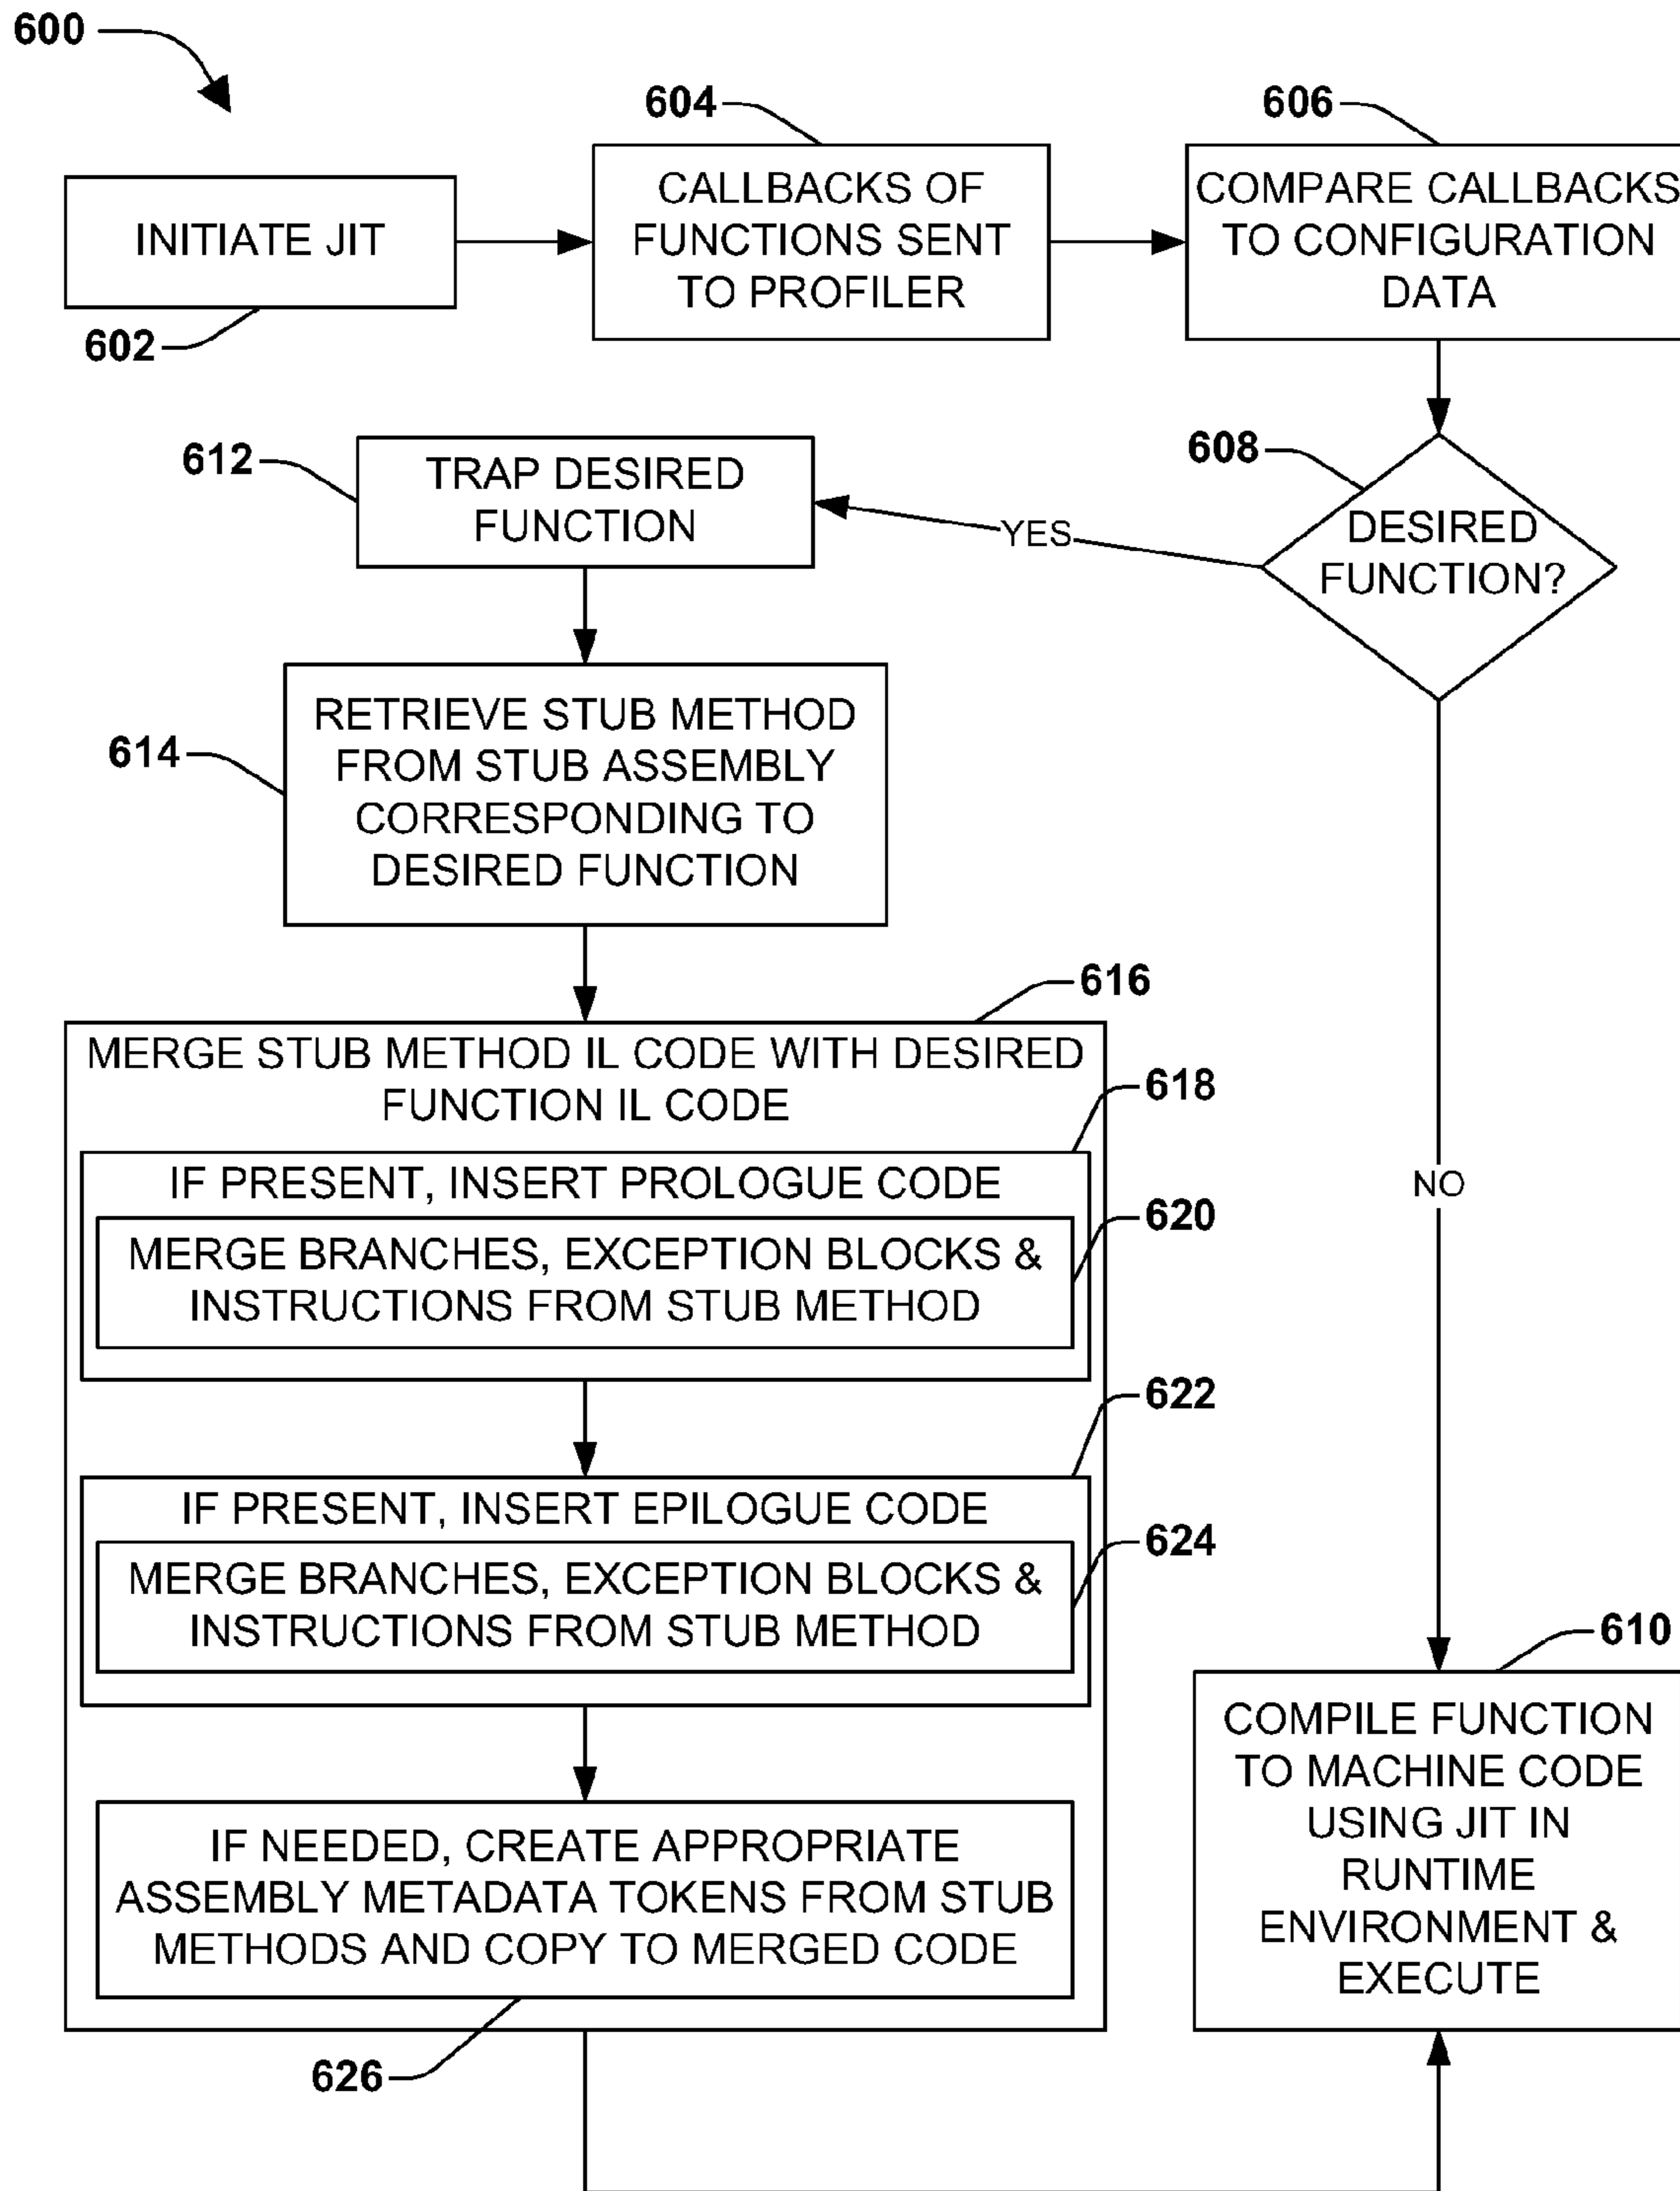 600
604
606
INITIATE JIT
602
CALLBACKS OF
FUNCTIONS SENT
TO PROFILER
COMPARE CALLBACKS
TO CONFIGURATION
DATA
612
TRAP DESIRED
FUNCTION
YES
608
DESIRED
FUNCTION?
614
RETRIEVE STUB METHOD
FROM STUB ASSEMBLY
CORRESPONDING TO
DESIRED FUNCTION
616
MERGE STUB METHOD IL CODE WITH DESIRED
FUNCTION IL CODE
618
IF PRESENT, INSERT PROLOGUE CODE
620
MERGE BRANCHES, EXCEPTION BLOCKS &
INSTRUCTIONS FROM STUB METHOD
NO
622
IF PRESENT, INSERT EPILOGUE CODE
624
MERGE BRANCHES, EXCEPTION BLOCKS &
INSTRUCTIONS FROM STUB METHOD
IF NEEDED, CREATE APPROPRIATE
ASSEMBLY METADATA TOKENS FROM STUB
METHODS AND COPY TO MERGED CODE
626
610
COMPILE FUNCTION
TO MACHINE CODE
USING JIT IN
RUNTIME
ENVIRONMENT &
EXECUTE